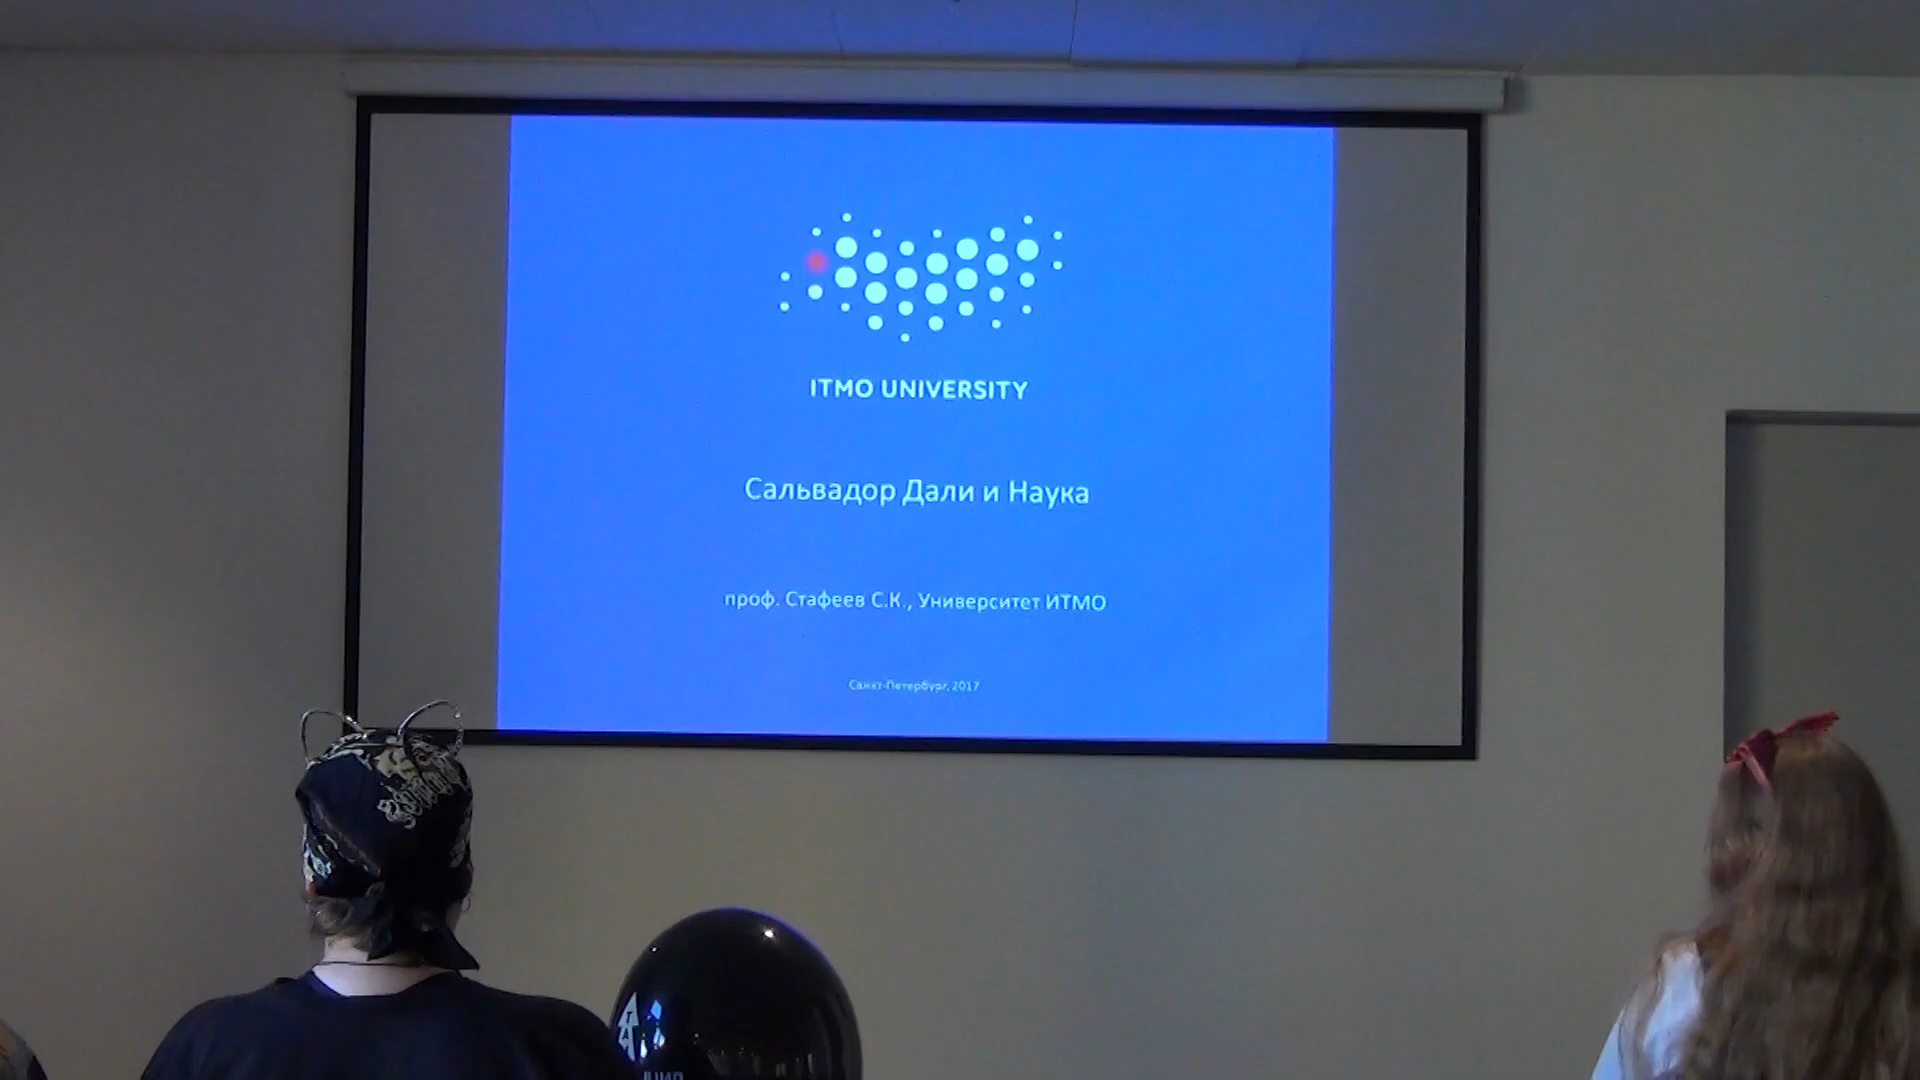 ITMO UNIVERSITY
Сальвадор Дали и Наука
проф. Стафеев С.К., Университет ИТМО
Санкт-Петербург, 2017